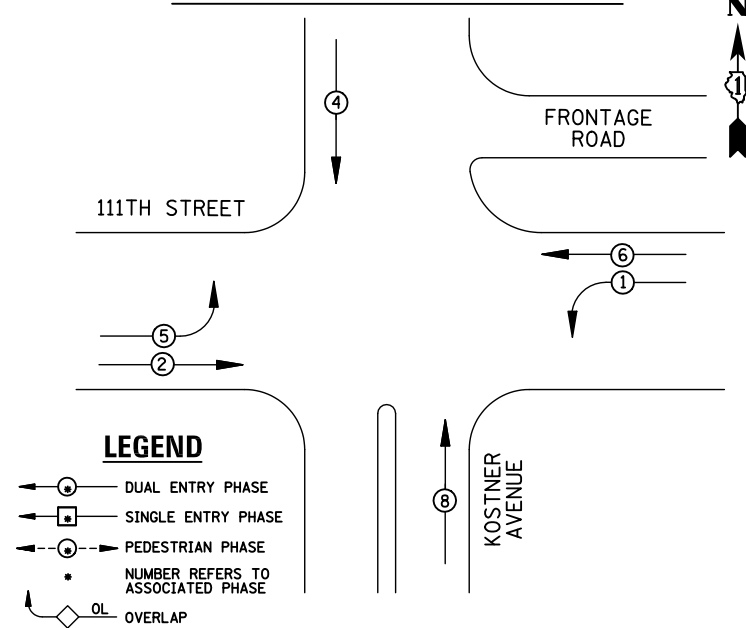 N
1
4
FRONTAGE
ROAD
111TH STREET
6
1
5
2
8
KOSTNER
AVENUE
LEGEND
* DUAL ENTRY PHASE
* SINGLE ENTRY PHASE
* PEDESTRIAN PHASE
* NUMBER REFERS TO
ASSOCIATED PHASE
OL OVERLAP